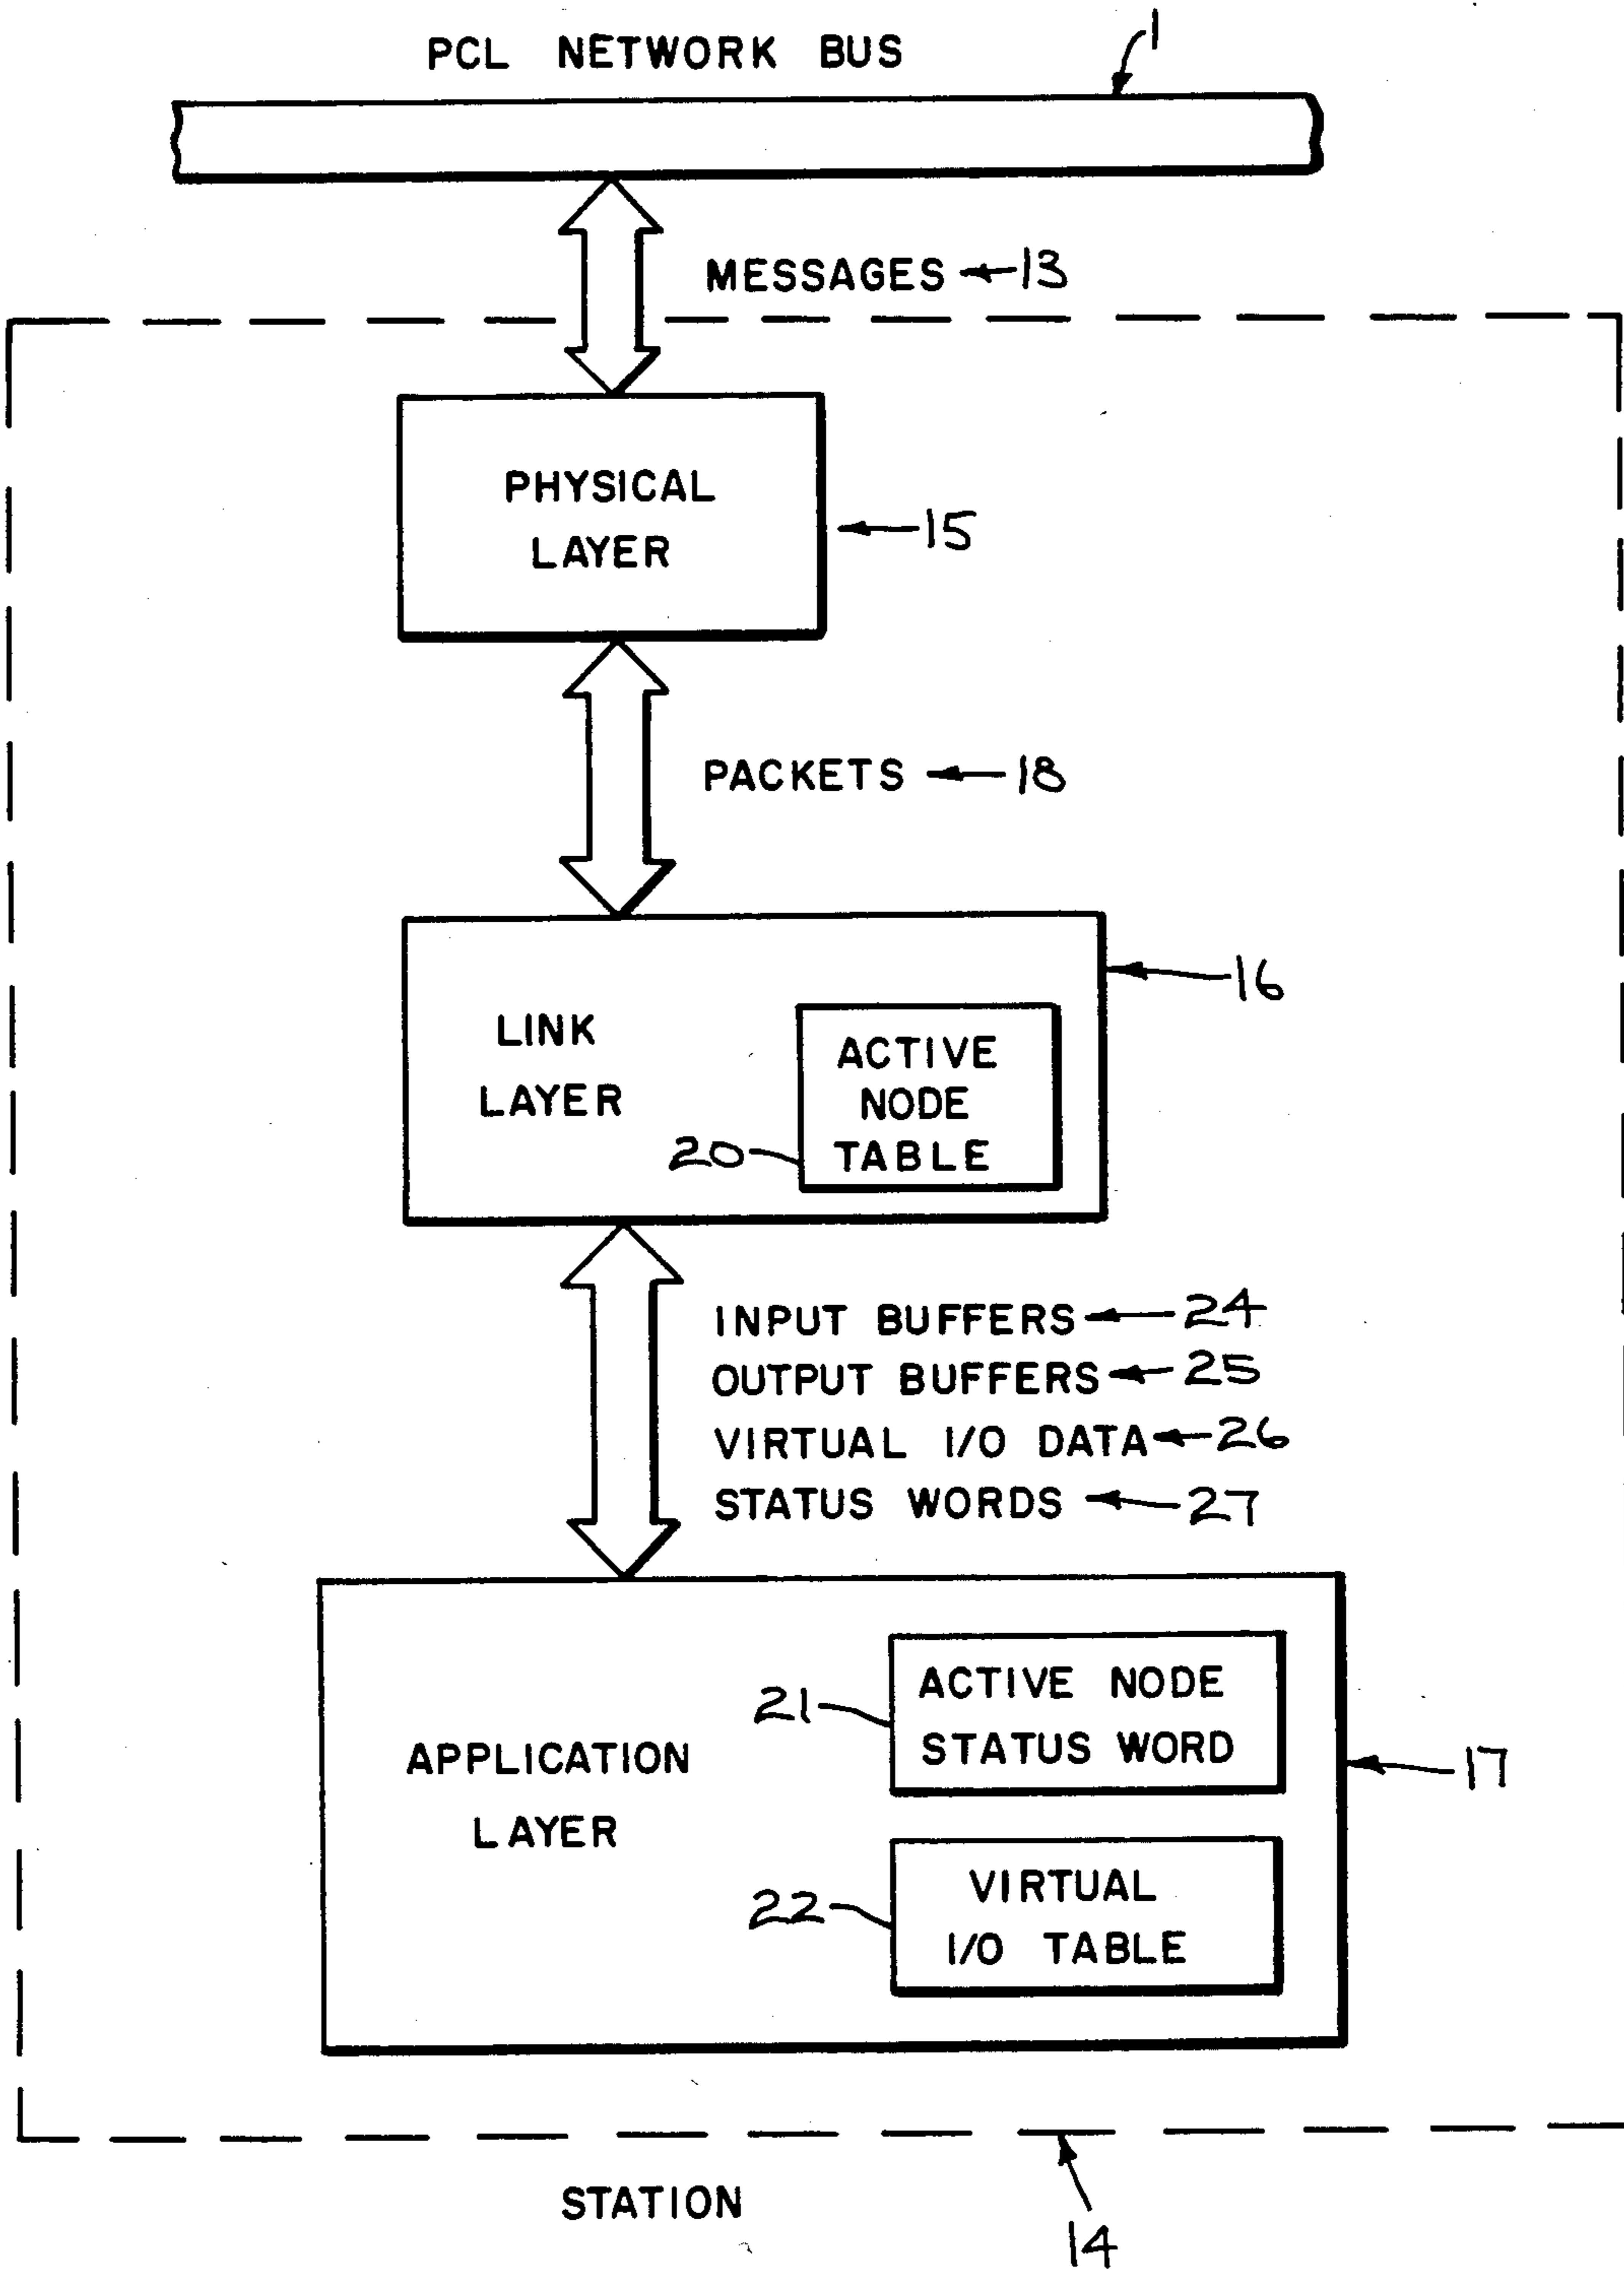 PCL NETWORK BUS
1
MESSAGES 13
PHYSICAL
LAYER
15
PACKETS 18
16
LINK
LAYER
ACTIVE
NODE
TABLE
20
INPUT BUFFERS 24
OUTPUT BUFFERS 25
VIRTUAL I/O DATA 26
STATUS WORDS 27
APPLICATION
LAYER
21
ACTIVE NODE
STATUS WORD
17
22
VIRTUAL
I/O TABLE
STATION
14